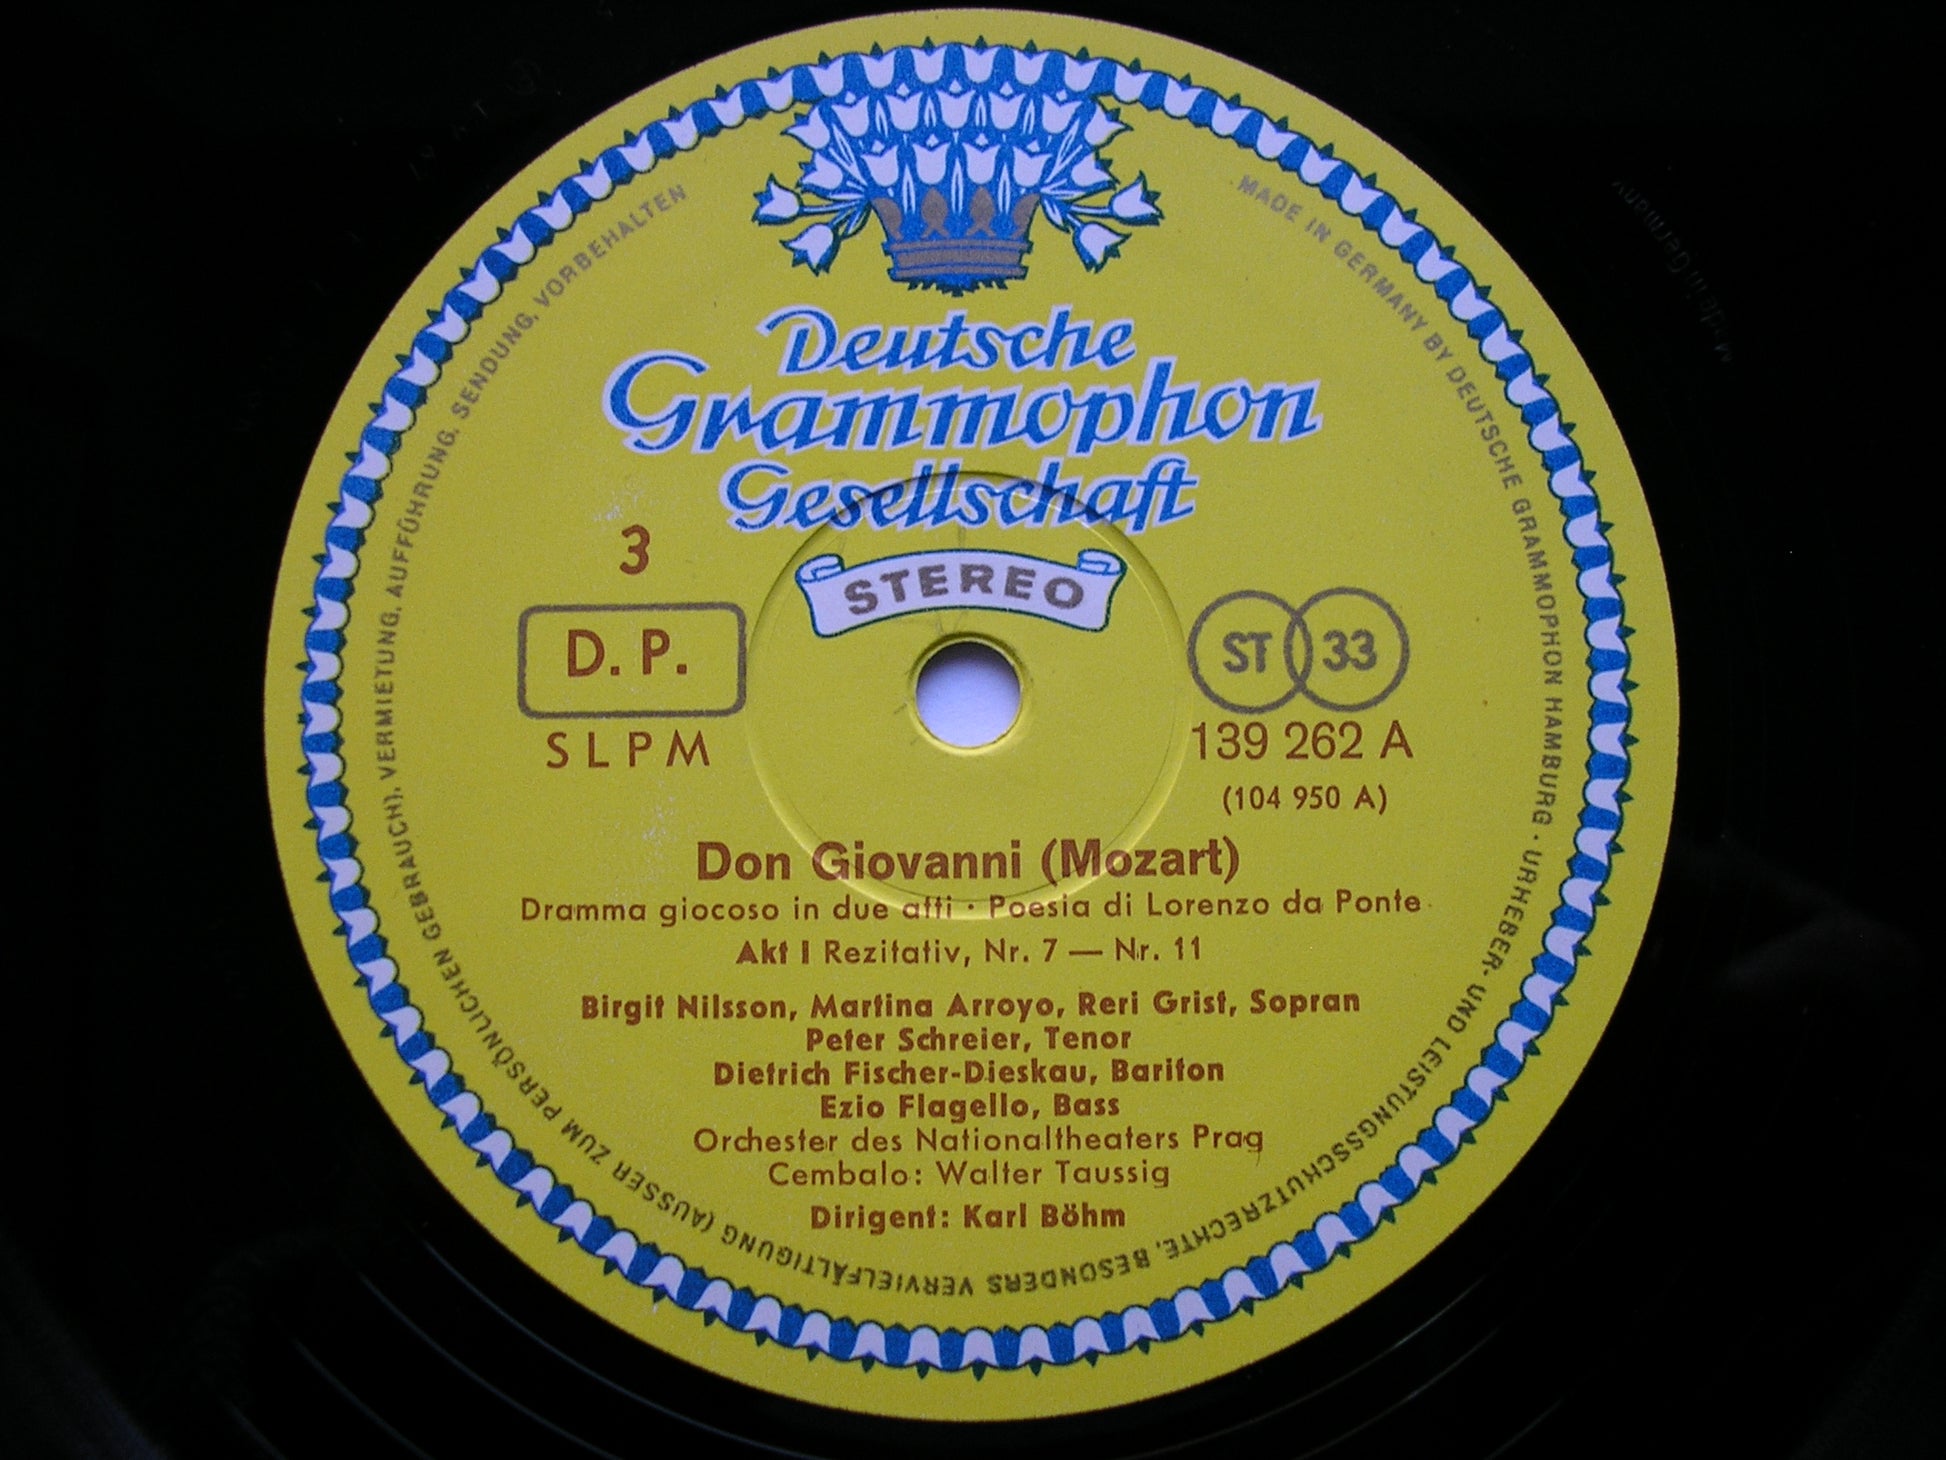 Deutsche
Grammophon
Gesellschaft
STEREO
3
D. P.
SLPM
ST 33
139 262 A
(104 950 A)
Don Giovanni (Mozart)
Dramma giocoso in due atti · Poesia di Lorenzo da Ponte
Akt I Rezitativ, Nr. 7 — Nr. 11
Birgit Nilsson, Martina Arroyo, Reri Grist, Sopran
Peter Schreier, Tenor
Dietrich Fischer-Dieskau, Bariton
Ezio Flagello, Bass
Orchester des Nationaltheaters Prag
Cembalo: Walter Taussig
Dirigent: Karl Böhm
MADE IN GERMANY BY DEUTSCHE GRAMMOPHON HAMBURG · URHEBER- UND LEISTUNGSSCHUTZRECHTE, BESONDERS VERVIELFÄLTIGUNG (AUSSER ZUM PERSÖNLICHEN GEBRAUCH), VERMIETUNG, AUFFÜHRUNG, SENDUNG, VORBEHALTEN
Made in Germany